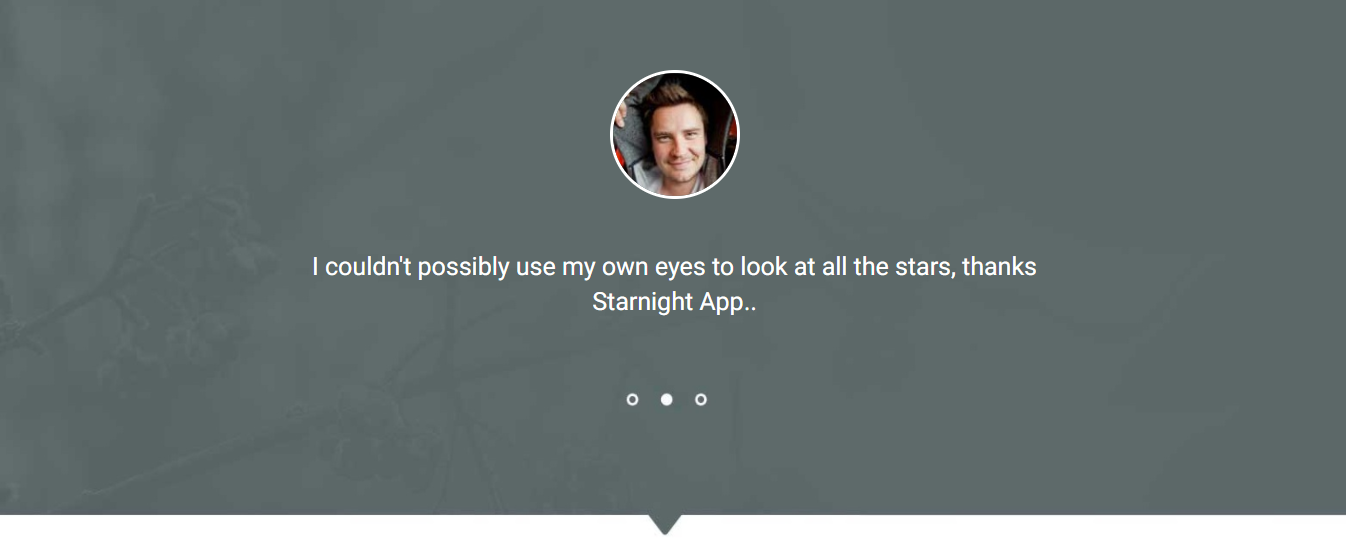 I couldn't possibly use my own eyes to look at all the stars, thanks
Starnight App..